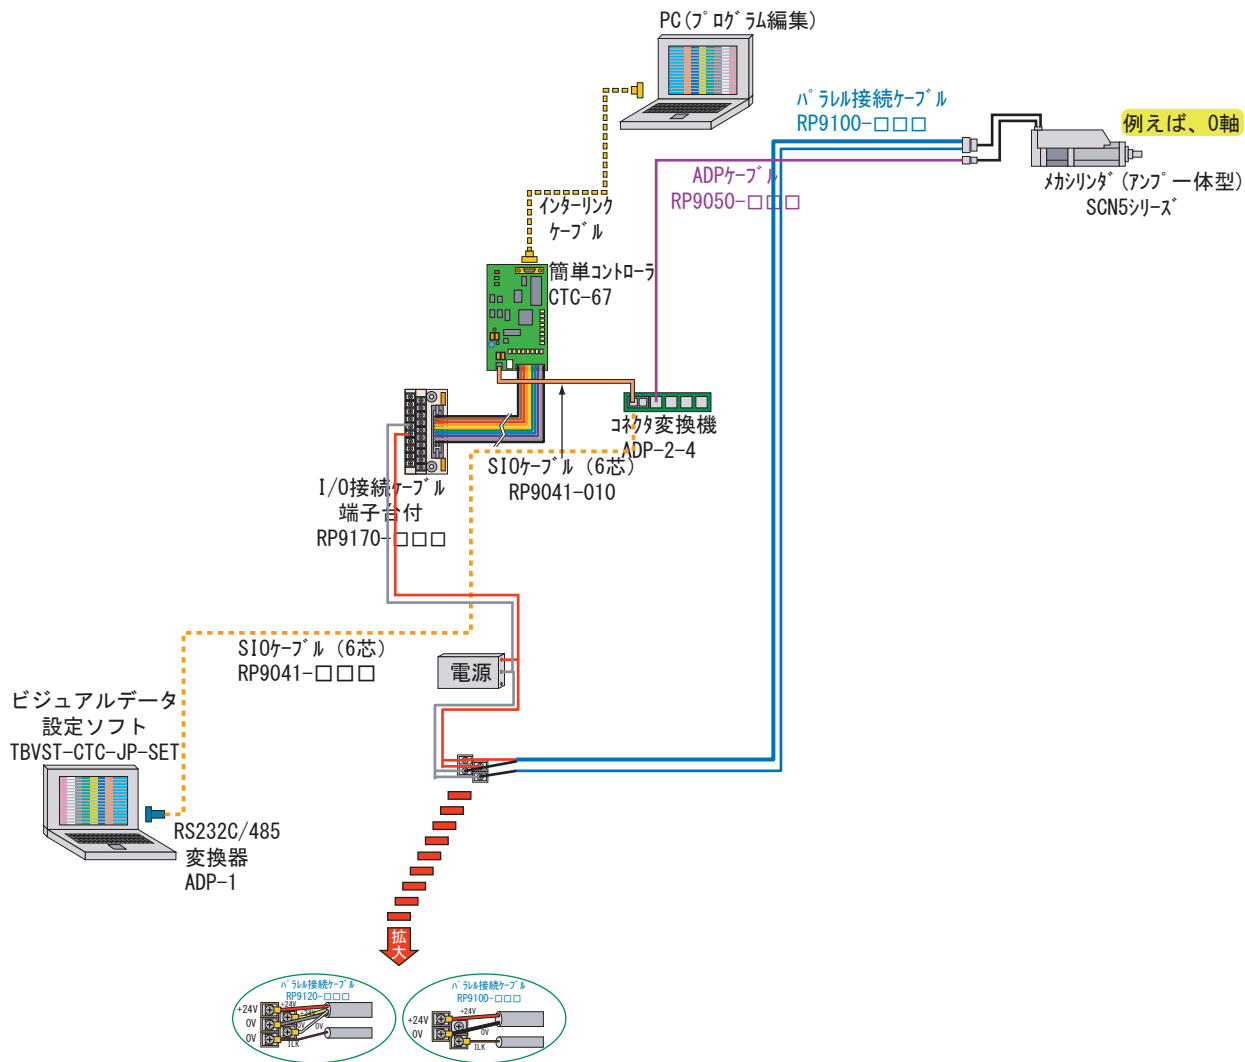 PC(プログラム編集)
パラレル接続ケーブル
RP9100-□□□
例えば、0軸
メカシリンダ(アンプ一体型)
SCN5シリーズ
ADPケーブル
RP9050-□□□
インターリンク
ケーブル
簡単コントローラ
CTC-67
コネクタ変換機
ADP-2-4
SIOケーブル (6芯)
RP9041-010
I/O接続ケーブル
端子台付
RP9170-□□□
SIOケーブル (6芯)
RP9041-□□□
電源
ビジュアルデータ
設定ソフト
TBVST-CTC-JP-SET
RS232C/485
変換器
ADP-1
拡大
パラレル接続ケーブル
RP9120-□□□
+24V
+24V
+24V
0V
0V
0V
0V
ILK
パラレル接続ケーブル
RP9100-□□□
+24V
+24V
0V
0V
ILK